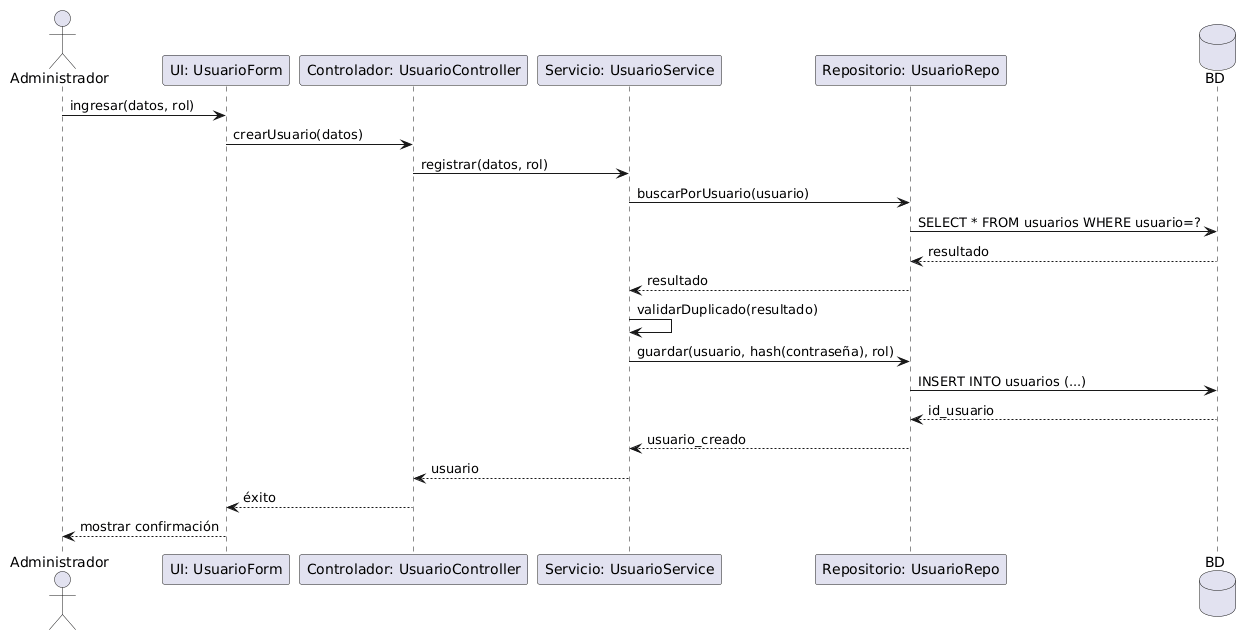 Administrador
UI: UsuarioForm
Controlador: UsuarioController
Servicio: UsuarioService
Repositorio: UsuarioRepo
BD
ingresar(datos, rol)
crearUsuario(datos)
registrar(datos, rol)
buscarPorUsuario(usuario)
SELECT * FROM usuarios WHERE usuario=?
resultado
resultado
validarDuplicado(resultado)
guardar(usuario, hash(contraseña), rol)
INSERT INTO usuarios (...)
id_usuario
usuario_creado
usuario
éxito
mostrar confirmación
Administrador
UI: UsuarioForm
Controlador: UsuarioController
Servicio: UsuarioService
Repositorio: UsuarioRepo
BD